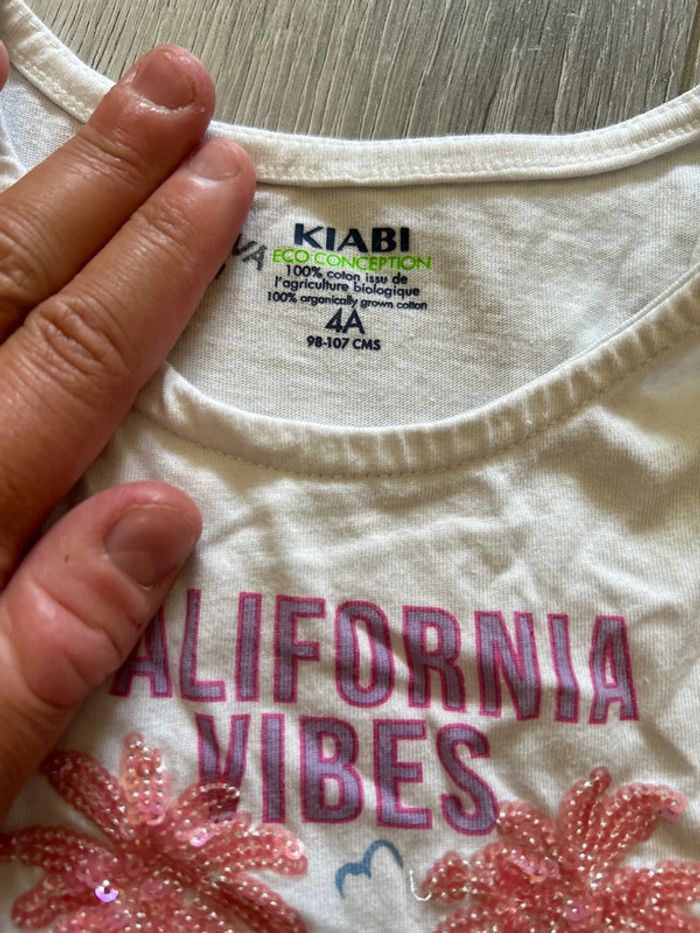 KIABI
ECO CONCEPTION
100% coton issu de
l'agriculture biologique
100% organically grown cotton
4A
98-107 CMS
ALIFORNIA
VIBES